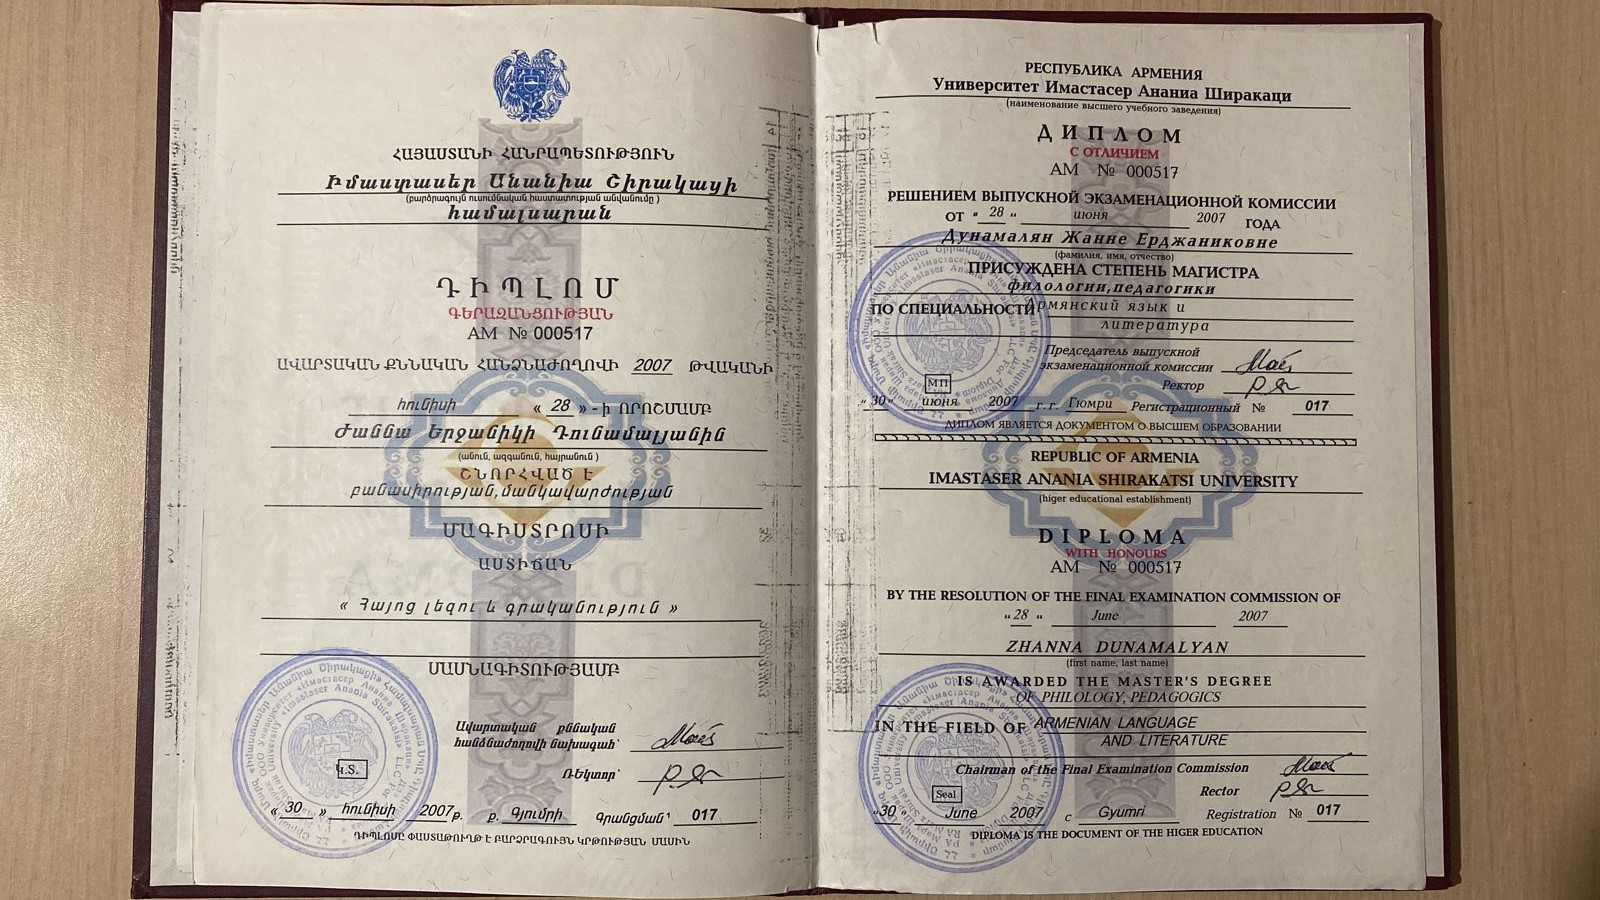 ՀԱՅԱՍՏԱՆԻ ՀԱՆՐԱՊԵՏՈՒԹՅՈՒՆ
Իմաստասեր Անանիա Շիրակացի
(բարձրագույն ուսումնական հաստատության անվանումը )
համալսարան
ԴԻՊԼՈՄ
ԳԵՐԱԶԱՆՑՈՒԹՅԱՆ
AM № 000517
ԱՎԱՐՏԱԿԱՆ ՔՆՆԱԿԱՆ ՀԱՆՁՆԱԺՈՂՈՎԻ 2007 ԹՎԱԿԱՆԻ
հունիսի « 28 » - ի ՈՐՈՇՄԱՄԲ
Ժաննա Երջանիկի Դունամալյանին
(անուն, ազգանուն, հայրանուն )
ՇՆՈՐՀՎԱԾ Է
բանասիրության,մանկավարժության
ՄԱԳԻՍՏՐՈՍԻ
ԱՍՏԻՃԱՆ
« Հայոց լեզու և գրականություն »
ՄԱՍՆԱԳԻՏՈՒԹՅԱՄԲ
Ավարտական քննական
հանձնաժողովի նախագահ՝
Ռեկտոր՝
Կ.Տ.
« 30 » հունիսի 2007թ. ք. Գյումրի Գրանցման՝ 017
ԴԻՊԼՈՄԸ ՓԱՍՏԱԹՈՒՂԹ Է ԲԱՐՁՐԱԳՈՒՅՆ ԿՐԹՈՒԹՅԱՆ ՄԱՍԻՆ
РЕСПУБЛИКА АРМЕНИЯ
Университет Имастасер Анания Ширакаци
(наименование высшего учебного заведения)
ДИПЛОМ
С ОТЛИЧИЕМ
АМ № 000517
РЕШЕНИЕМ ВЫПУСКНОЙ ЭКЗАМЕНАЦИОННОЙ КОМИССИИ
ОТ " 28 " июня 2007 ГОДА
Дунамалян Жанне Ерджаниковне
(фамилия, имя, отчество)
ПРИСУЖДЕНА СТЕПЕНЬ МАГИСТРА
филологии,педагогики
ПО СПЕЦИАЛЬНОСТИ Армянский язык и
литература
Председатель выпускной
экзаменационной комиссии
Ректор
МП
"30" июня 2007 г.г. Гюмри Регистрационный № 017
ДИПЛОМ ЯВЛЯЕТСЯ ДОКУМЕНТОМ О ВЫСШЕМ ОБРАЗОВАНИИ
REPUBLIC OF ARMENIA
IMASTASER ANANIA SHIRAKATSI UNIVERSITY
(higer educational establishment)
DIPLOMA
WITH HONOURS
AM № 000517
BY THE RESOLUTION OF THE FINAL EXAMINATION COMMISSION OF
"28 " June 2007
ZHANNA DUNAMALYAN
(first name, last name)
IS AWARDED THE MASTER'S DEGREE
OF PHILOLOGY, PEDAGOGICS
IN THE FIELD OF ARMENIAN LANGUAGE
AND LITERATURE
Chairman of the Final Examination Commission
Rector
Seal
"30 June 2007 c Gyumri Registration № 017
DIPLOMA IS THE DOCUMENT OF THE HIGER EDUCATION